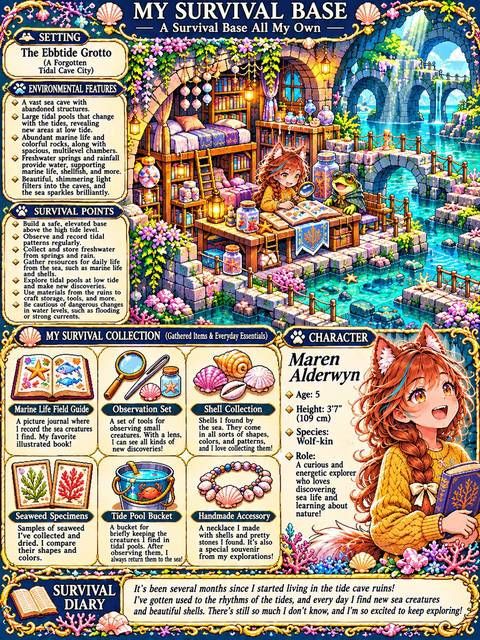 MY SURVIVAL BASE
A Survival Base All My Own
SETTING
The Ebbtide Grotto
(A Forgotten
Tidal Cave City)
ENVIRONMENTAL FEATURES
A vast sea cave with
abandoned structures.
Large tidal pools that
change with the tides, revealing
new areas at low tide.
Abundant marine life and
colorful rocks, along with
spacious, multilevel chambers.
Freshwater springs and rainfall
provide water, supporting
marine life, shellfish, and more.
Beautiful, shimmering light
filters into the caves, and
the sea sparkles brilliantly.
SURVIVAL POINTS
Build a safe, elevated base
above the high tide level.
Observe and record tidal
patterns regularly.
Collect and store freshwater
from springs and rain.
Gather resources for daily life
from the sea, such as marine life
and shells.
Explore tidal pools at low tide
and make new discoveries.
Use materials from the ruins to
craft storage, tools, and more.
Be cautious of dangerous changes
in water levels, such as flooding
or strong currents.
MY SURVIVAL COLLECTION (Gathered Items & Everyday Essentials)
Marine Life Field Guide
A picture journal where
I record the sea creatures
I find. My favorite
illustrated book!
Observation Set
A set of tools for
observing small
creatures. With a lens,
I can see all kinds of
new discoveries!
Shell Collection
Shells I found by
the sea. They come
in all sorts of shapes,
colors, and patterns,
and I love collecting them!
Seaweed Specimens
Samples of seaweed
I've collected and
dried. I compare
their shapes and
colors.
Tide Pool Bucket
A bucket for
briefly keeping the
creatures I find in
tidal pools. After
observing them, I
always return them to the sea!
Handmade Accessory
A necklace I made
with shells and pretty
stones I found. It's also
a special souvenir
from my explorations!
CHARACTER
Maren
Alderwyn
Age: 5
Height: 3'7"
(109 cm)
Species:
Wolf-kin
Role:
A curious and
energetic explorer
who loves
discovering
sea life and
learning about
nature!
SURVIVAL
DIARY
It's been several months since I started living in the tide cave ruins!
I've gotten used to the rhythms of the tides, and every day I find new sea creatures
and beautiful shells. There's still so much I don't know, and I'm so excited to keep exploring!